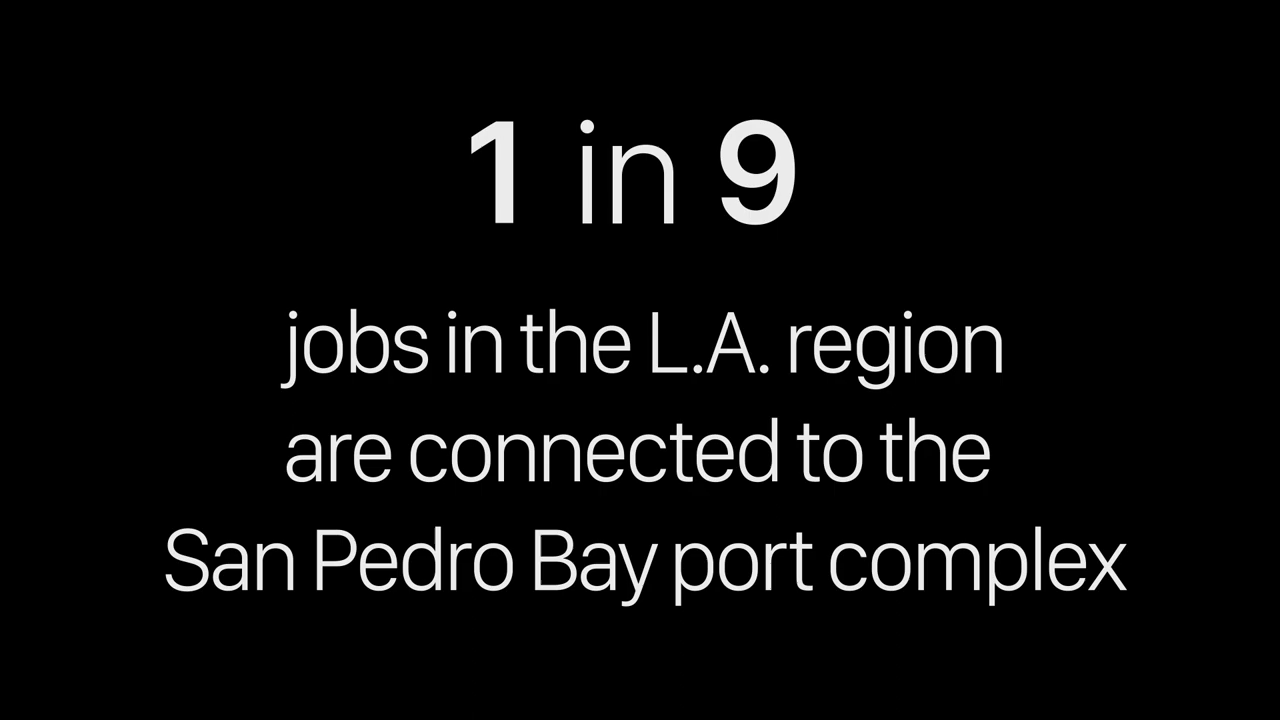 1 in 9
jobs in the L.A. region
are connected to the
San Pedro Bay port complex